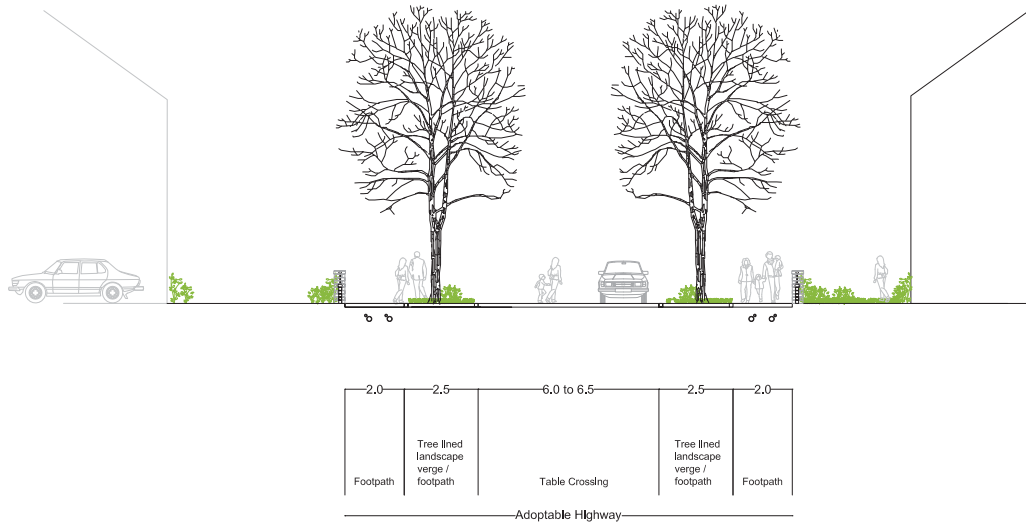 2.0 2.5 6.0 to 6.5 2.5 2.0
Footpath
Tree lined
landscape
verge /
footpath
Table Crossing
Tree lined
landscape
verge /
footpath
Footpath
Adoptable Highway